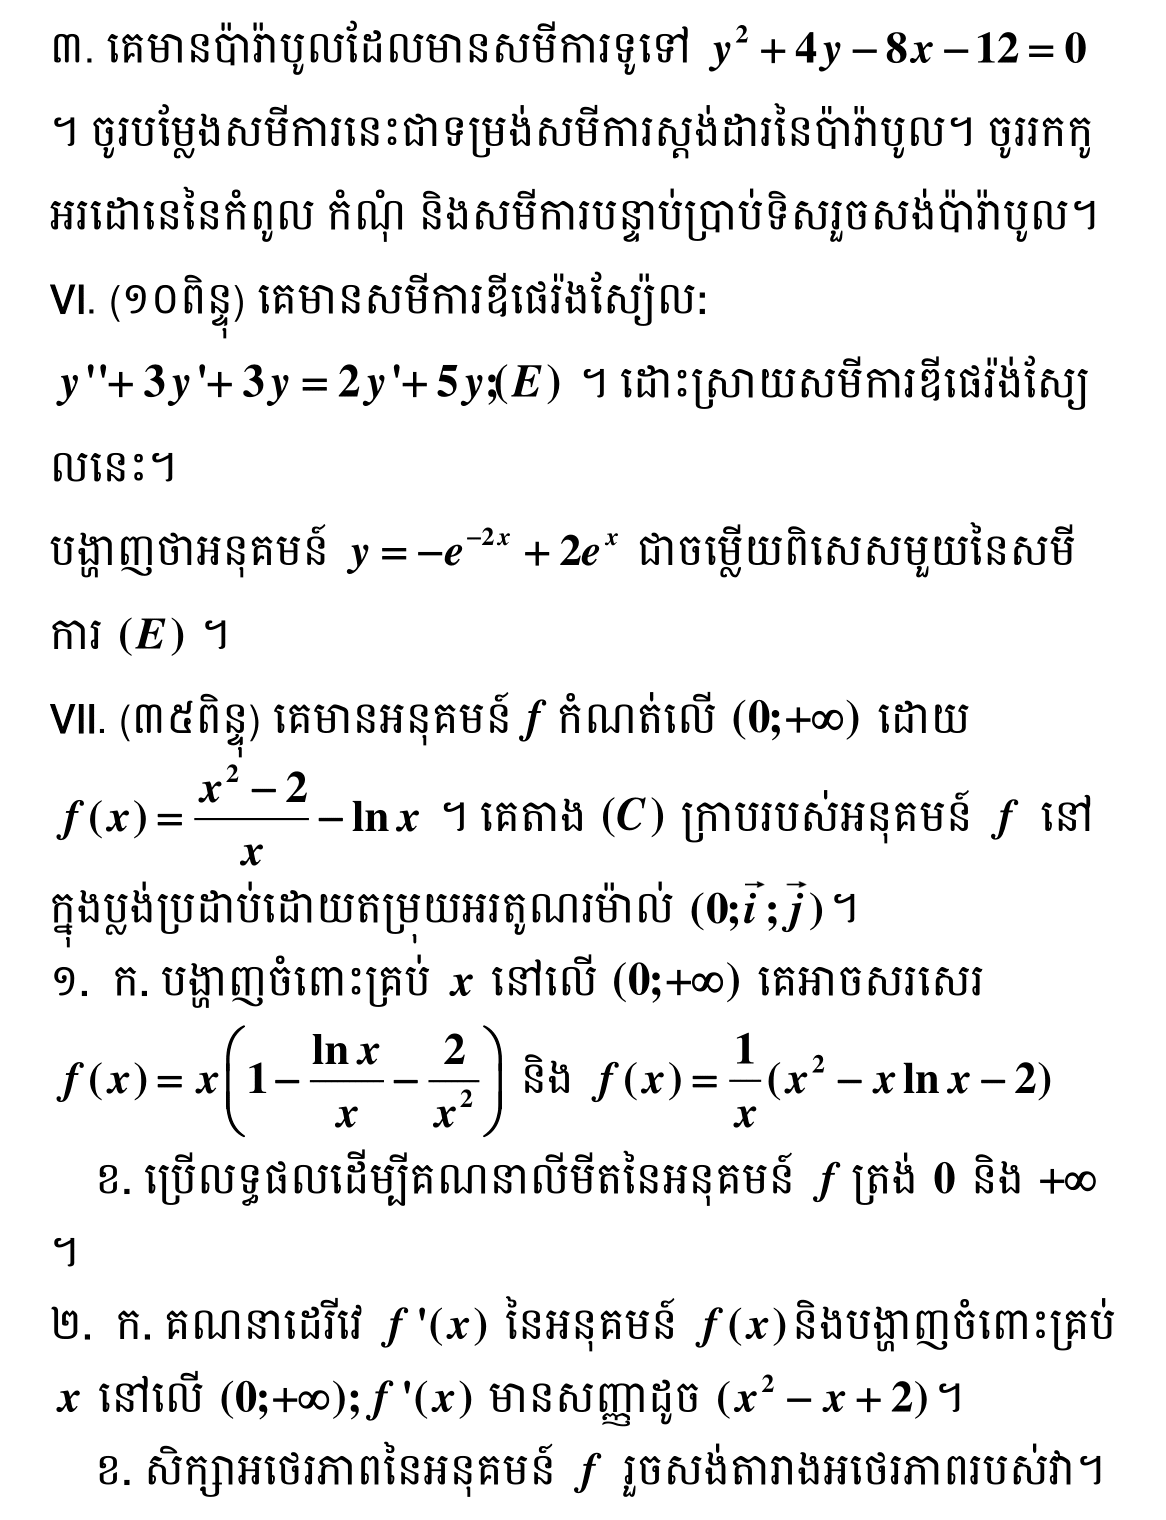 ៣. គេមានប៉ារ៉ាបូលដែលមានសមីការទូទៅ y² + 4y − 8x − 12 = 0
។ ចូរបម្លែងសមីការនេះជាទម្រង់សមីការស្តង់ដារនៃប៉ារ៉ាបូល។ ចូររកកូ
អរដោនេនៃកំពូល កំណុំ និងសមីការបន្ទាប់ប្រាប់ទិសរួចសង់ប៉ារ៉ាបូល។
VI. (១០ពិន្ទុ) គេមានសមីការឌីផេរ៉ងស្យ៉ែល:
y''+ 3y'+ 3y = 2y'+ 5y;(E) ។ ដោះស្រាយសមីការឌីផេរ៉ង់ស្យែ
លនេះ។
បង្ហាញថាអនុគមន៍ y = −e⁻²ˣ + 2eˣ ជាចម្លើយពិសេសមួយនៃសមី
ការ (E) ។
VII. (៣៥ពិន្ទុ) គេមានអនុគមន៍ f កំណត់លើ (0;+∞) ដោយ
f(x) = (x² − 2)/x − ln x ។ គេតាង (C) ក្រាបរបស់អនុគមន៍ f នៅ
ក្នុងប្លង់ប្រដាប់ដោយតម្រុយអរតូណរម៉ាល់ (0;i⃗;j⃗)។
១. ក. បង្ហាញចំពោះគ្រប់ x នៅលើ (0;+∞) គេអាចសរសេរ
f(x) = x(1 − ln x/x − 2/x²) និង f(x) = 1/x(x² − x ln x − 2)
ខ. ប្រើលទ្ធផលដើម្បីគណនាលីមីតនៃអនុគមន៍ f ត្រង់ 0 និង +∞
។
២. ក. គណនាដេរីវេ f'(x) នៃអនុគមន៍ f(x) និងបង្ហាញចំពោះគ្រប់
x នៅលើ (0;+∞); f'(x) មានសញ្ញាដូច (x² − x + 2)។
ខ. សិក្សាអថេរភាពនៃអនុគមន៍ f រួចសង់តារាងអថេរភាពរបស់វា។